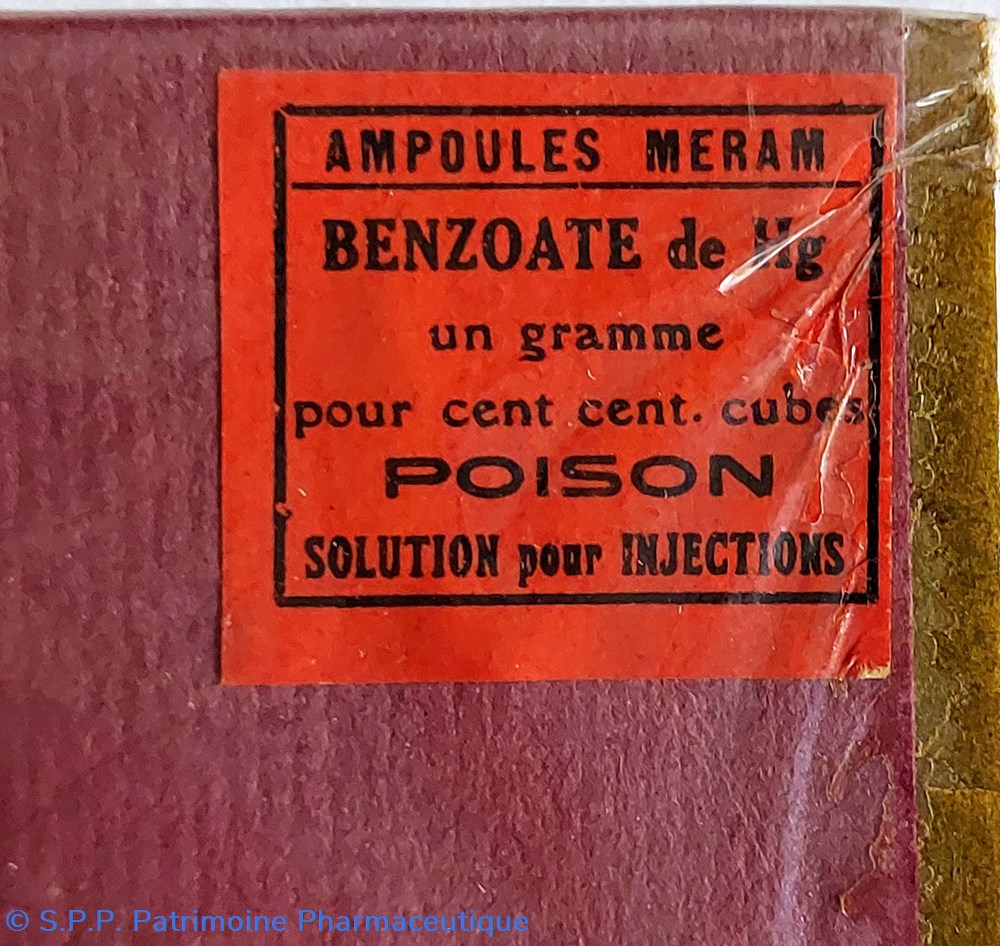 AMPOULES MERAM
BENZOATE de Hg
un gramme
pour cent cent. cubes
POISON
SOLUTION pour INJECTIONS
© S.P.P. Patrimoine Pharmaceutique